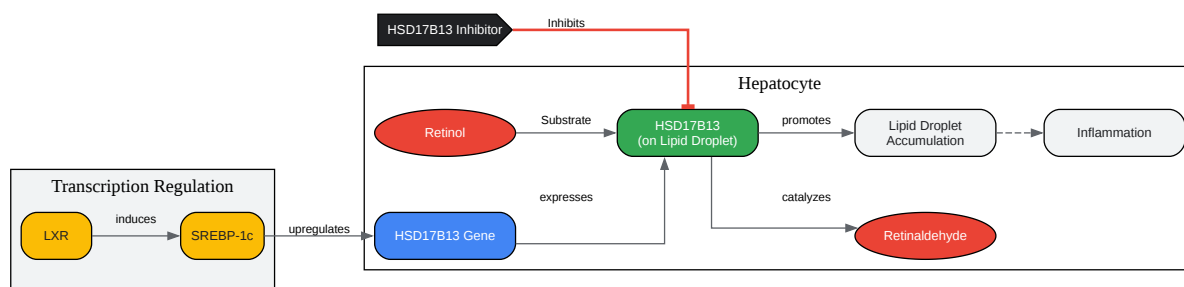 HSD17B13 Inhibitor
Inhibits
Hepatocyte
Retinol
Substrate
HSD17B13
(on Lipid Droplet)
promotes
Lipid Droplet
Accumulation
Inflammation
Transcription Regulation
LXR
induces
SREBP-1c
upregulates
HSD17B13 Gene
expresses
catalyzes
Retinaldehyde